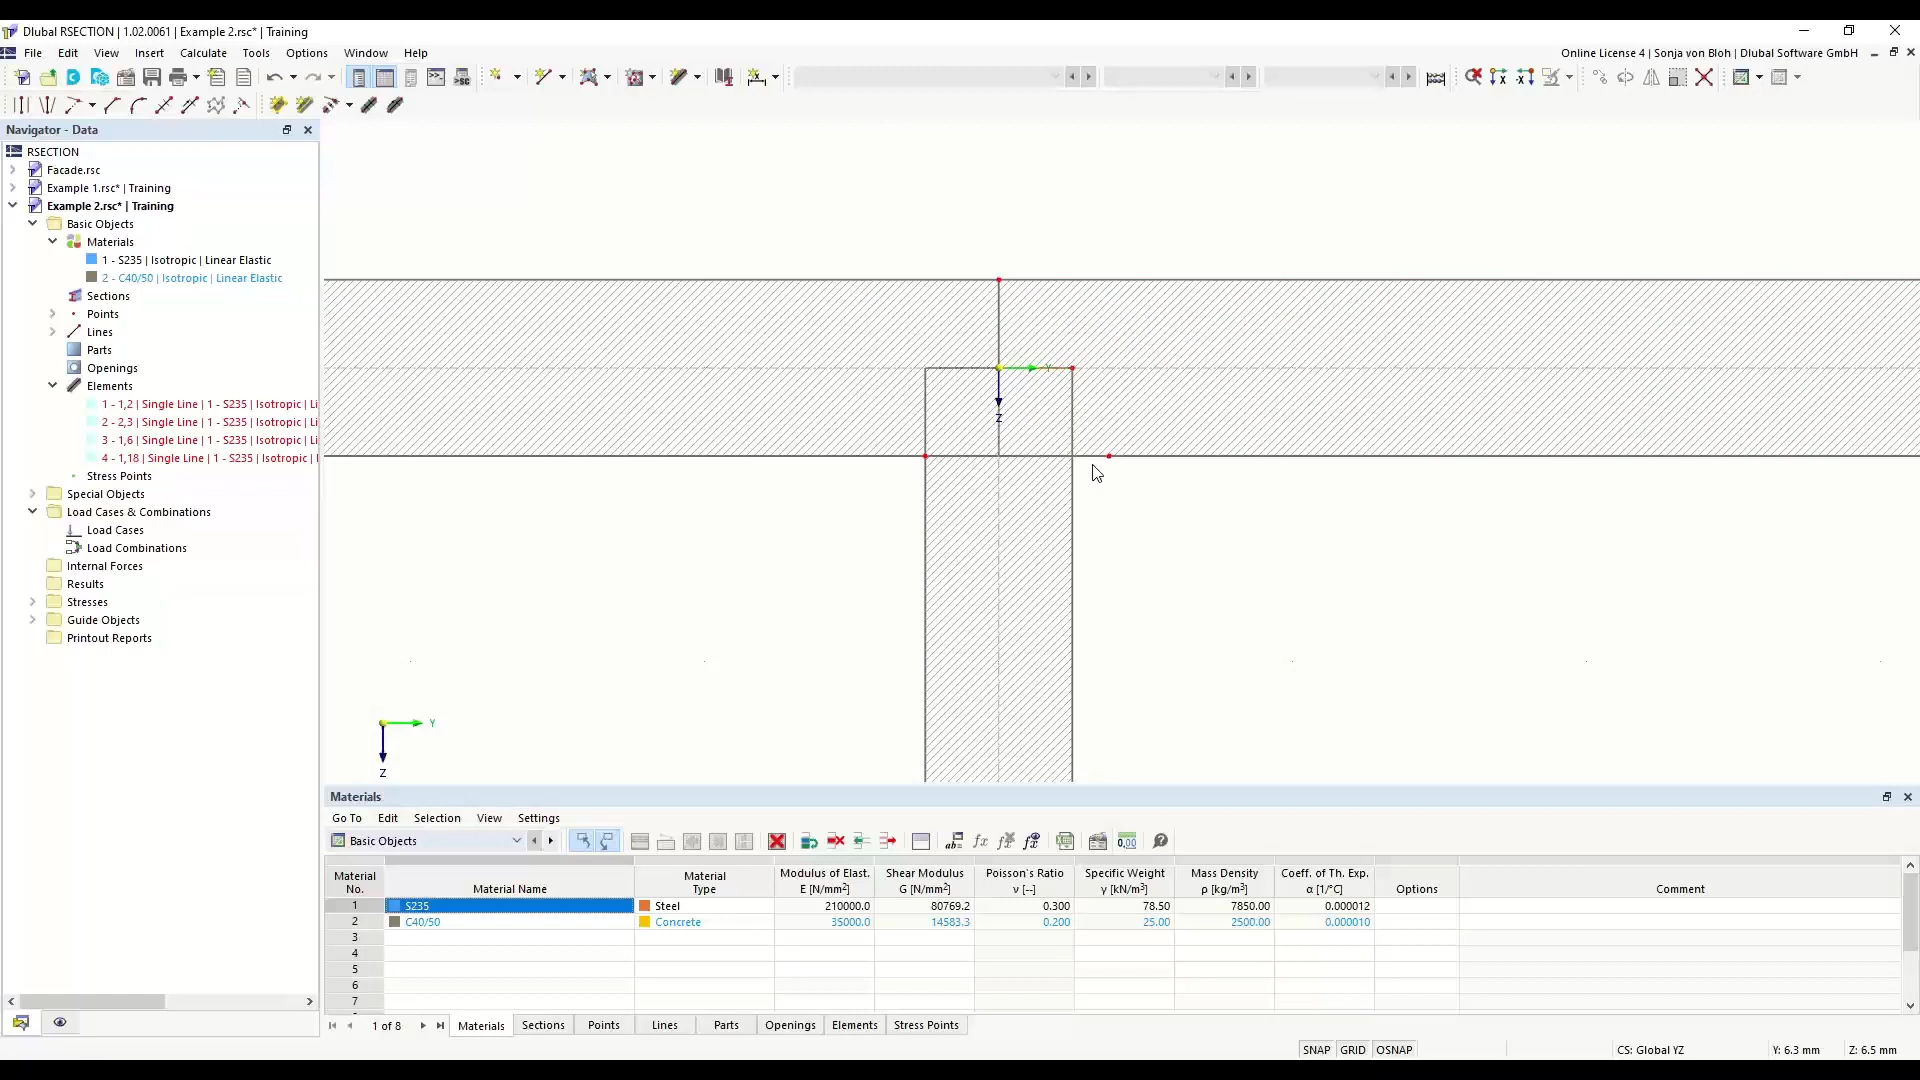 Dlubal RSECTION | 1.02.0061 | Example 2.rsc* | Training
File Edit View Insert Calculate Tools Options Window Help
Online License 4 | Sonja von Bloh | Dlubal Software GmbH
Navigator - Data
RSECTION
Facade.rsc
Example 1.rsc* | Training
Example 2.rsc* | Training
Basic Objects
Materials
1 - S235 | Isotropic | Linear Elastic
2 - C40/50 | Isotropic | Linear Elastic
Sections
Points
Lines
Parts
Openings
Elements
1 - 1,2 | Single Line | 1 - S235 | Isotropic | Li
2 - 2,3 | Single Line | 1 - S235 | Isotropic | Li
3 - 1,6 | Single Line | 1 - S235 | Isotropic | Li
4 - 1,18 | Single Line | 1 - S235 | Isotropic | l
Stress Points
Special Objects
Load Cases & Combinations
Load Cases
Load Combinations
Internal Forces
Results
Stresses
Guide Objects
Printout Reports
Y
Z
Y
Z
Materials
Go To Edit Selection View Settings
Basic Objects
Material No. Material Name Material Type Modulus of Elast. E [N/mm²] Shear Modulus G [N/mm²] Poisson's Ratio ν [--] Specific Weight γ [kN/m³] Mass Density ρ [kg/m³] Coeff. of Th. Exp. α [1/°C] Options Comment
1 S235 Steel 210000.0 80769.2 0.300 78.50 7850.00 0.000012
2 C40/50 Concrete 35000.0 14583.3 0.200 25.00 2500.00 0.000010
3
4
5
6
7
1 of 8 Materials Sections Points Lines Parts Openings Elements Stress Points
SNAP GRID OSNAP CS: Global YZ Y: 6.3 mm Z: 6.5 mm